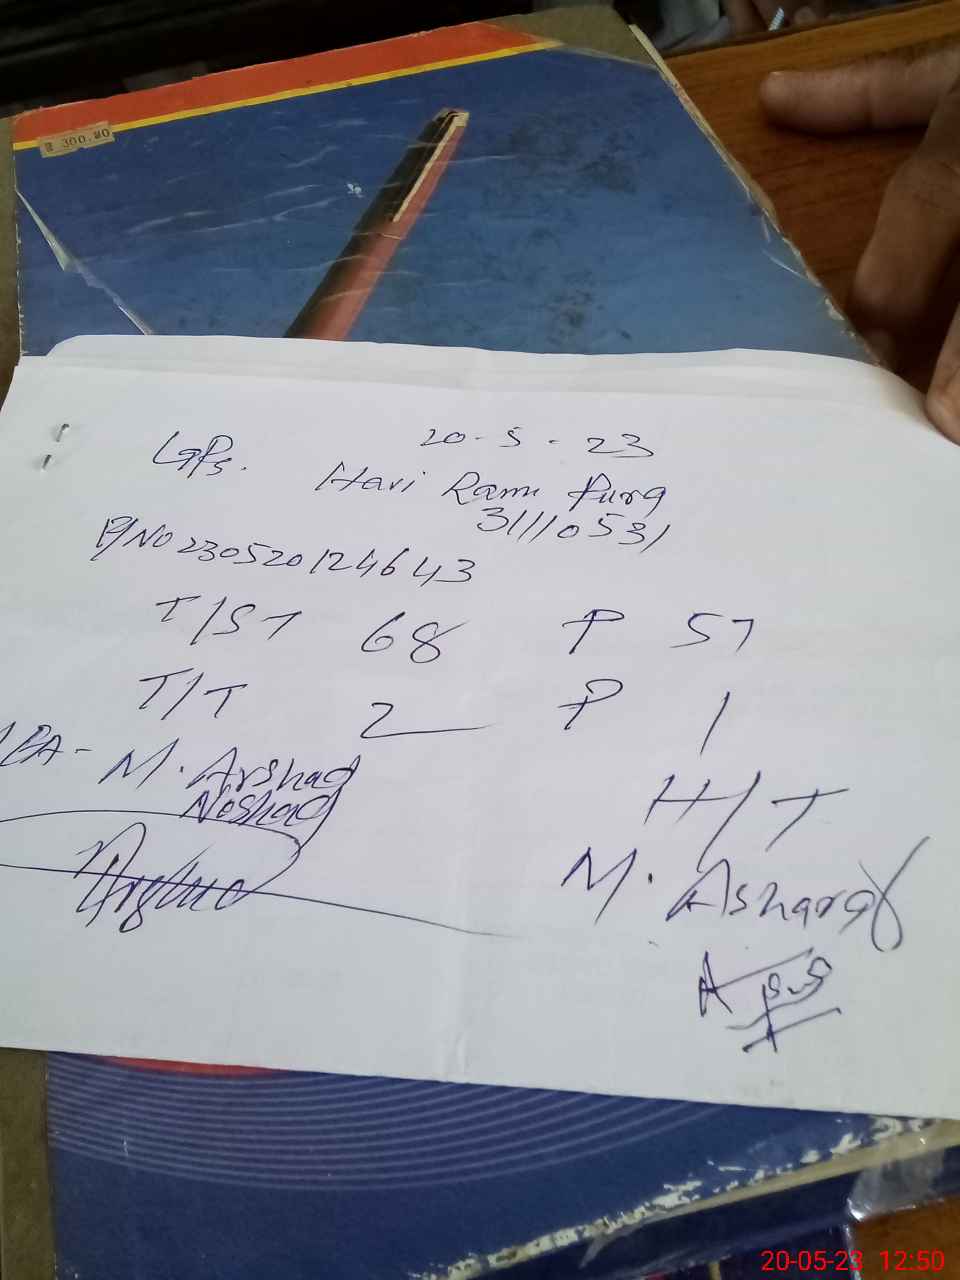 300.00
20-5-23
GPS.
Hari Ram Pura
31110531
P/NO 230520124643
T/ST 68 P 57
T/T 2 P 1
M. Arshad
Noshad
H/T
M. Asharaf
20-05-23 12:50